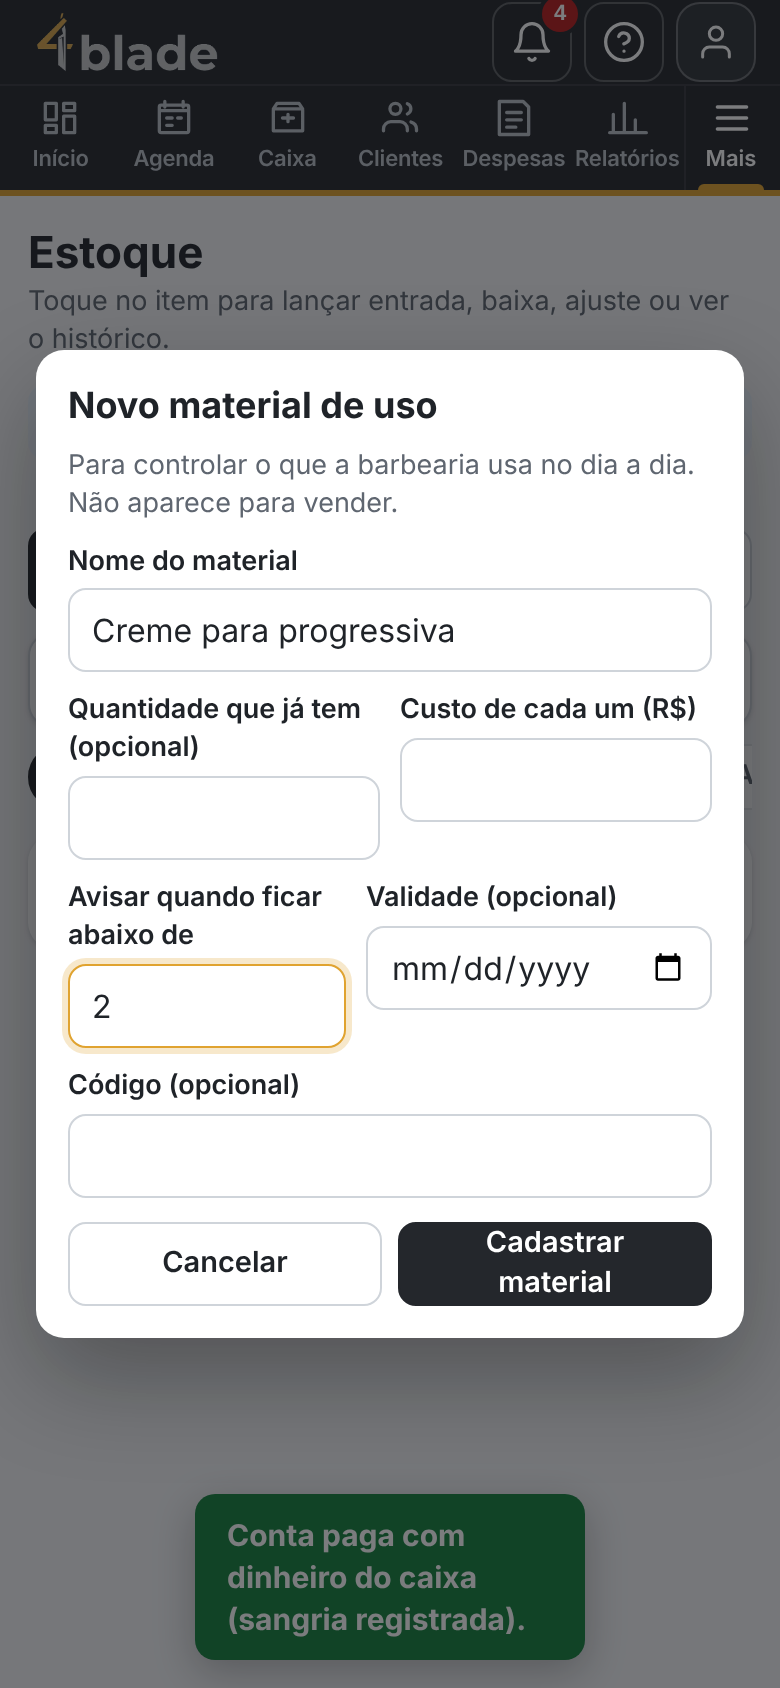 4blade
4
Início
Agenda
Caixa
Clientes
Despesas
Relatórios
Mais
Estoque
Toque no item para lançar entrada, baixa, ajuste ou ver
o histórico.
Novo material de uso
Para controlar o que a barbearia usa no dia a dia.
Não aparece para vender.
Nome do material
Creme para progressiva
Quantidade que já tem
(opcional)
Custo de cada um (R$)
Avisar quando ficar
abaixo de
2
Validade (opcional)
mm/dd/yyyy
Código (opcional)
Cancelar
Cadastrar
material
Conta paga com
dinheiro do caixa
(sangria registrada).